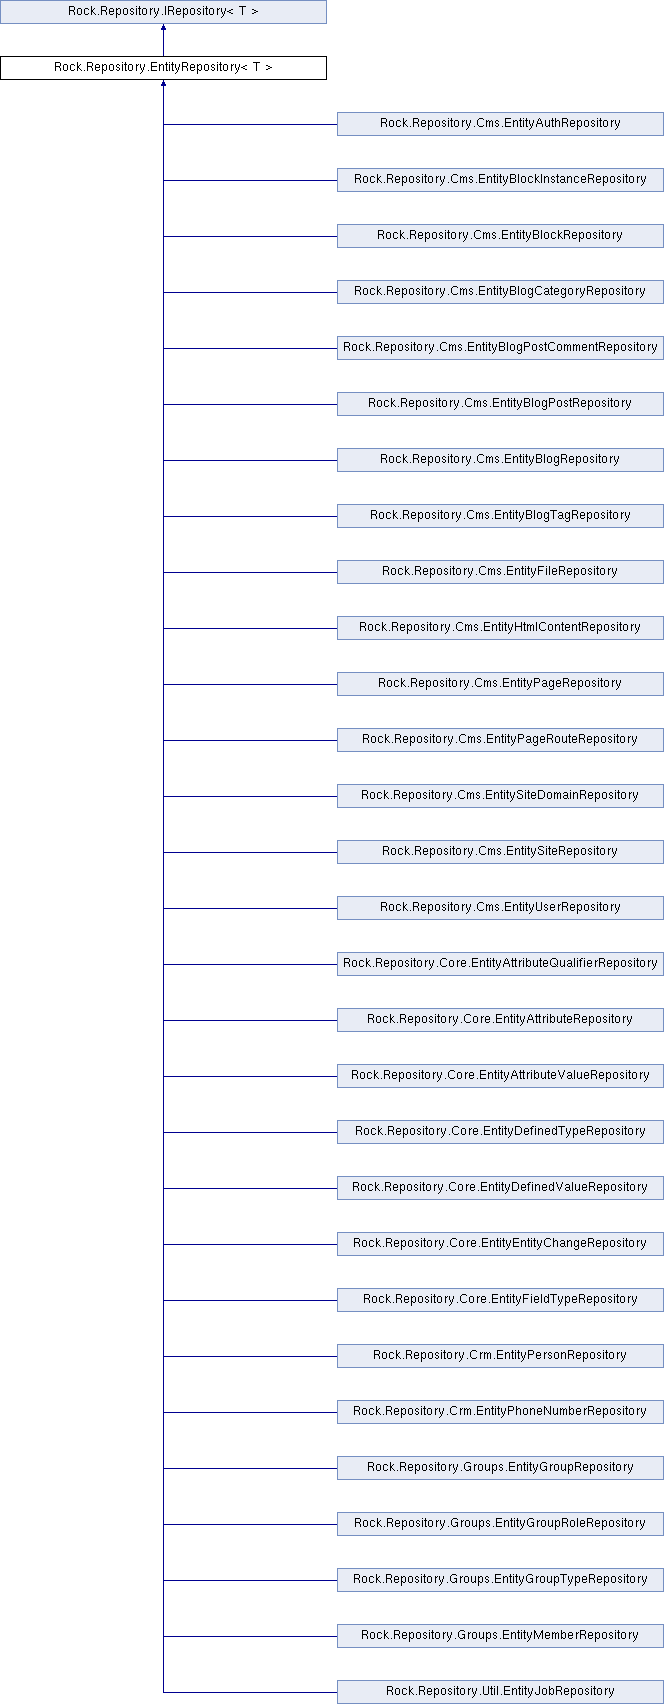 Rock.Repository.IRepository< T >
Rock.Repository.EntityRepository< T >
Rock.Repository.Cms.EntityAuthRepository
Rock.Repository.Cms.EntityBlockInstanceRepository
Rock.Repository.Cms.EntityBlockRepository
Rock.Repository.Cms.EntityBlogCategoryRepository
Rock.Repository.Cms.EntityBlogPostCommentRepository
Rock.Repository.Cms.EntityBlogPostRepository
Rock.Repository.Cms.EntityBlogRepository
Rock.Repository.Cms.EntityBlogTagRepository
Rock.Repository.Cms.EntityFileRepository
Rock.Repository.Cms.EntityHtmlContentRepository
Rock.Repository.Cms.EntityPageRepository
Rock.Repository.Cms.EntityPageRouteRepository
Rock.Repository.Cms.EntitySiteDomainRepository
Rock.Repository.Cms.EntitySiteRepository
Rock.Repository.Cms.EntityUserRepository
Rock.Repository.Core.EntityAttributeQualifierRepository
Rock.Repository.Core.EntityAttributeRepository
Rock.Repository.Core.EntityAttributeValueRepository
Rock.Repository.Core.EntityDefinedTypeRepository
Rock.Repository.Core.EntityDefinedValueRepository
Rock.Repository.Core.EntityEntityChangeRepository
Rock.Repository.Core.EntityFieldTypeRepository
Rock.Repository.Crm.EntityPersonRepository
Rock.Repository.Crm.EntityPhoneNumberRepository
Rock.Repository.Groups.EntityGroupRepository
Rock.Repository.Groups.EntityGroupRoleRepository
Rock.Repository.Groups.EntityGroupTypeRepository
Rock.Repository.Groups.EntityMemberRepository
Rock.Repository.Util.EntityJobRepository